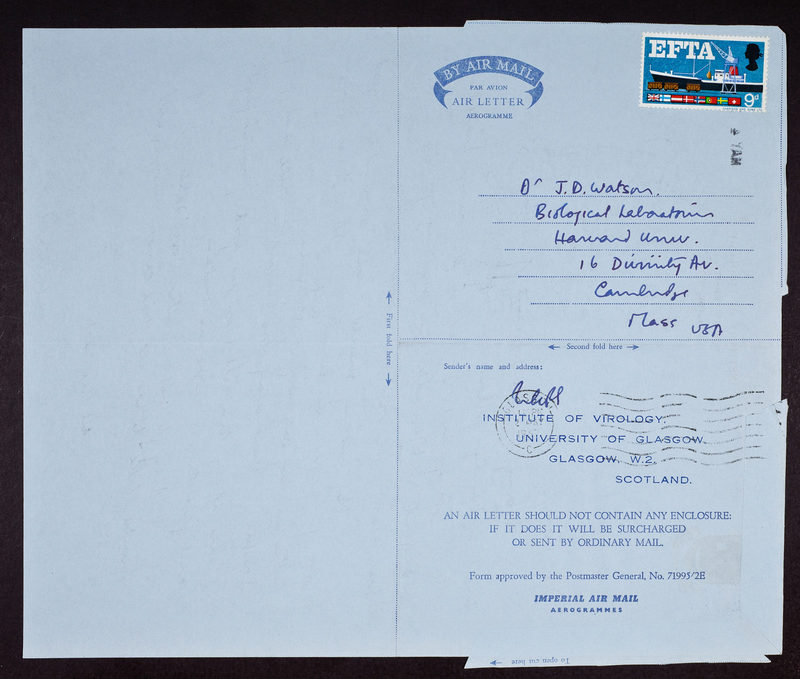 BY AIR MAIL
PAR AVION
AIR LETTER
AEROGRAMME
EFTA
9d
Dr J.D. Watson.
Biological Laboratories
Harvard Univ.
16 Divinity Av.
Cambridge
Mass USA
First fold here
Second fold here
Sender's name and address:
INSTITUTE OF VIROLOGY,
UNIVERSITY OF GLASGOW,
GLASGOW, W.2.
SCOTLAND.
AN AIR LETTER SHOULD NOT CONTAIN ANY ENCLOSURE:
IF IT DOES IT WILL BE SURCHARGED
OR SENT BY ORDINARY MAIL.
Form approved by the Postmaster General, No. 71995/2E
IMPERIAL AIR MAIL
AEROGRAMMES
To open cut here